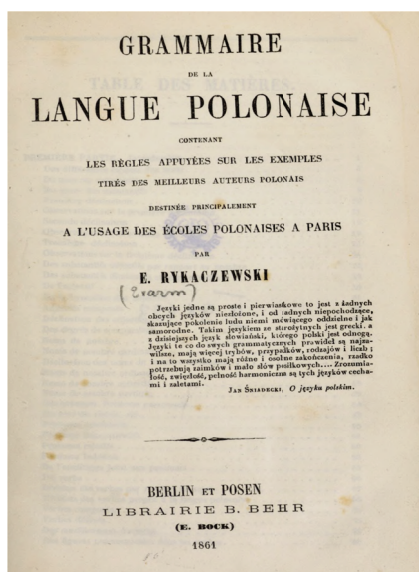 GRAMMAIRE
DE LA
LANGUE POLONAISE
CONTENANT
LES RÈGLES APPUYÉES SUR LES EXEMPLES
TIRÉS DES MEILLEURS AUTEURS POLONAIS
DESTINÉE PRINCIPALEMENT
A L'USAGE DES ÉCOLES POLONAISES A PARIS
PAR
E. RYKACZEWSKI
(Erazm)
Języki jedne są proste i pierwiaskowe to jest z żadnych
obcych języków niezłożone, i od żadnych niepochodzące,
skazujące pokolenie ludu niemi mówiącego oddzielne i jak
samorodne. Takim językiem ze starożytnych jest grecki, a
z dzisiejszych język słowiański, którego polski jest odnogą.
Języki te co do swych grammatycznych prawideł są najza-
wilsze, mają więcej trybów, przypadków, rodzajów i liczb;
i na to wszystko mają różne i osobne zakończenia, rzadko
potrzebują zaimków i mało słów posiłkowych.... Zrozumia-
łość, zwięzłość, pełność harmoniczna są tych języków cecha-
mi i zaletami.
JAN ŚNIADECKI. O języku polskim.
BERLIN ET POSEN
LIBRAIRIE B. BEHR
(E. BOCK)
1861